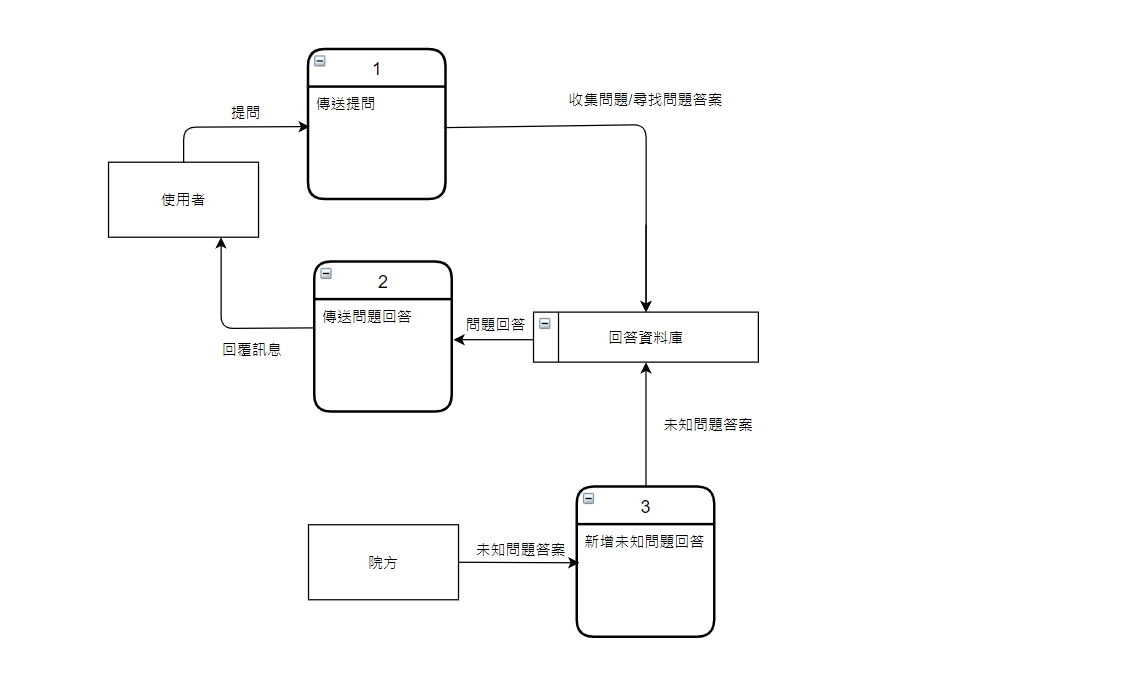 1
傳送提問
提問
收集問題/尋找問題答案
使用者
2
傳送問題回答
問題回答
回答資料庫
回覆訊息
未知問題答案
3
新增未知問題回答
未知問題答案
院方